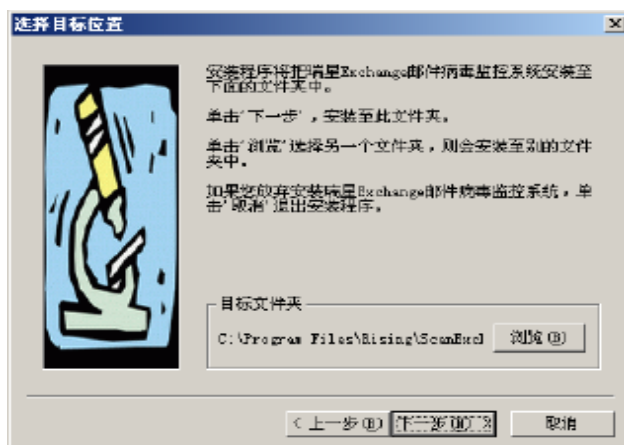 选择目标位置
安装程序将把瑞星Exchange邮件病毒监控系统安装至
下面的文件夹中。
单击'下一步'，安装至此文件夹。
单击'浏览'选择另一个文件夹，则会安装至别的文件
夹中。
如果您放弃安装瑞星Exchange邮件病毒监控系统，单
击'取消'退出安装程序。
目标文件夹
C:\Program Files\Rising\ScanExcl
浏览(R)
< 上一步(B)
下一步(N) >
取消